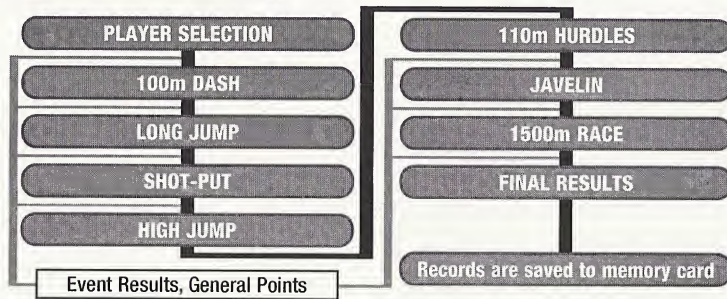 PLAYER SELECTION
100m DASH
LONG JUMP
SHOT-PUT
HIGH JUMP
Event Results, General Points
110m HURDLES
JAVELIN
1500m RACE
FINAL RESULTS
Records are saved to memory card